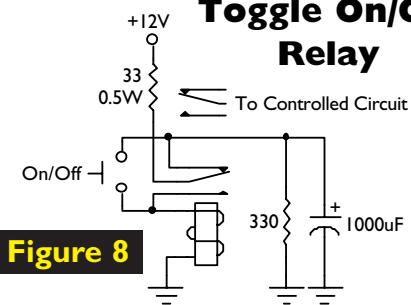 Toggle On/O
Relay
+12V
33
0.5W
To Controlled Circuit
On/Off
330
+
1000uF
Figure 8